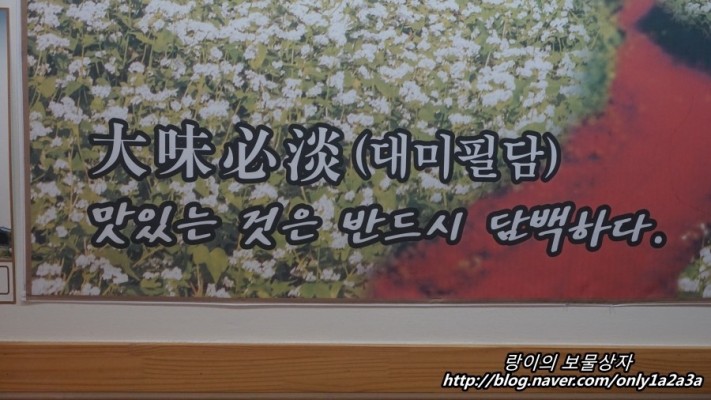 大味必淡(대미필담)
맛있는 것은 반드시 담백하다.
랑이의 보물상자
http://blog.naver.com/only1a2a3a